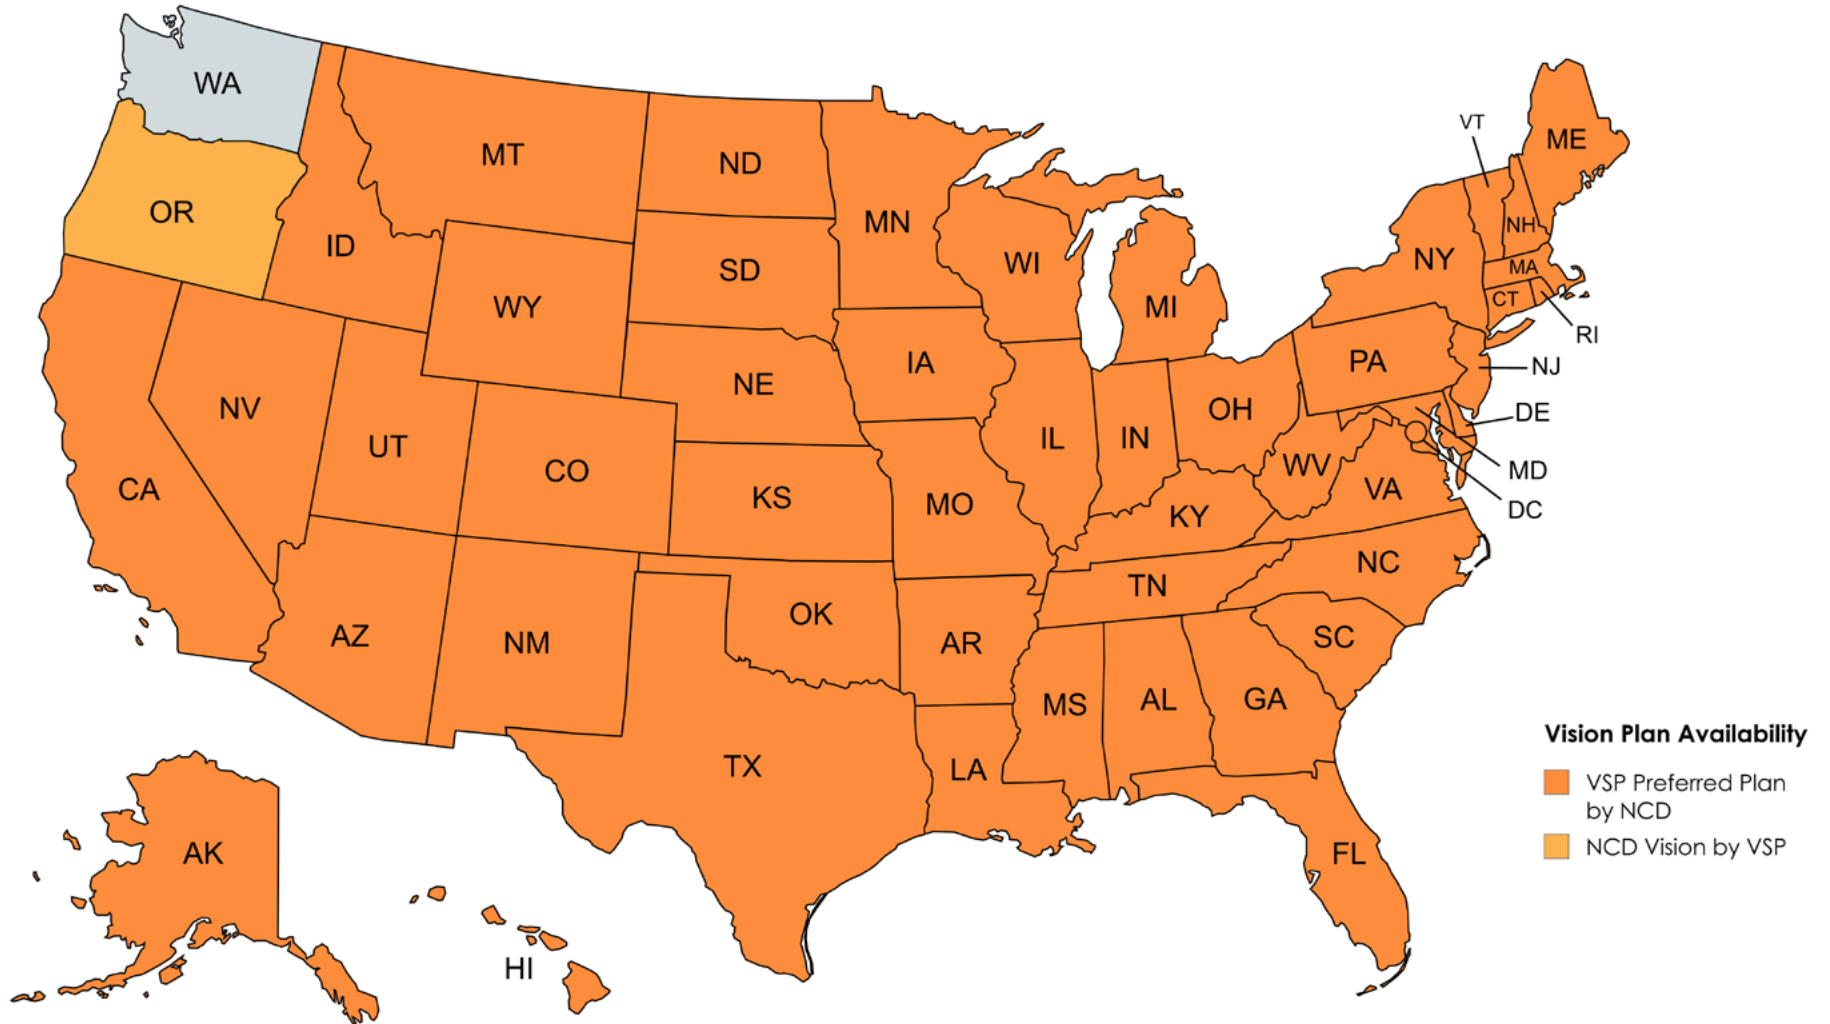 WA
OR
MT
ID
ND
MN
SD
WY
WI
MI
VT
ME
NH
NY
MA
CT
RI
PA
NJ
DE
MD
DC
NE
IA
IL
IN
OH
WV
VA
NV
UT
CO
KS
MO
KY
CA
NC
TN
OK
AR
SC
AZ
NM
MS
AL
GA
TX
LA
FL
AK
HI
Vision Plan Availability
VSP Preferred Plan
by NCD
NCD Vision by VSP